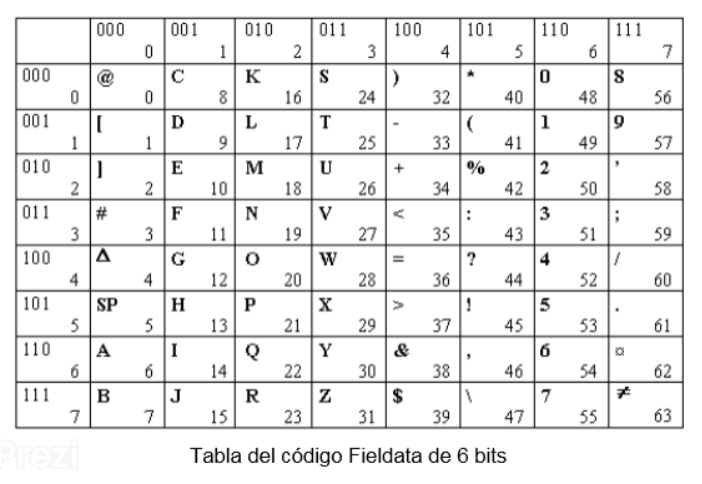 000 0 001 1 010 2 011 3 100 4 101 5 110 6 111 7
000 0 @ 0 C 8 K 16 S 24 ) 32 * 40 0 48 8 56
001 1 [ 1 D 9 L 17 T 25 - 33 ( 41 1 49 9 57
010 2 ] 2 E 10 M 18 U 26 + 34 % 42 2 50 ' 58
011 3 # 3 F 11 N 19 V 27 < 35 : 43 3 51 ; 59
100 4 Δ 4 G 12 O 20 W 28 = 36 ? 44 4 52 / 60
101 5 SP 5 H 13 P 21 X 29 > 37 ! 45 5 53 . 61
110 6 A 6 I 14 Q 22 Y 30 & 38 , 46 6 54 ¤ 62
111 7 B 7 J 15 R 23 Z 31 $ 39 \ 47 7 55 ≠ 63
Prezi
Tabla del código Fieldata de 6 bits